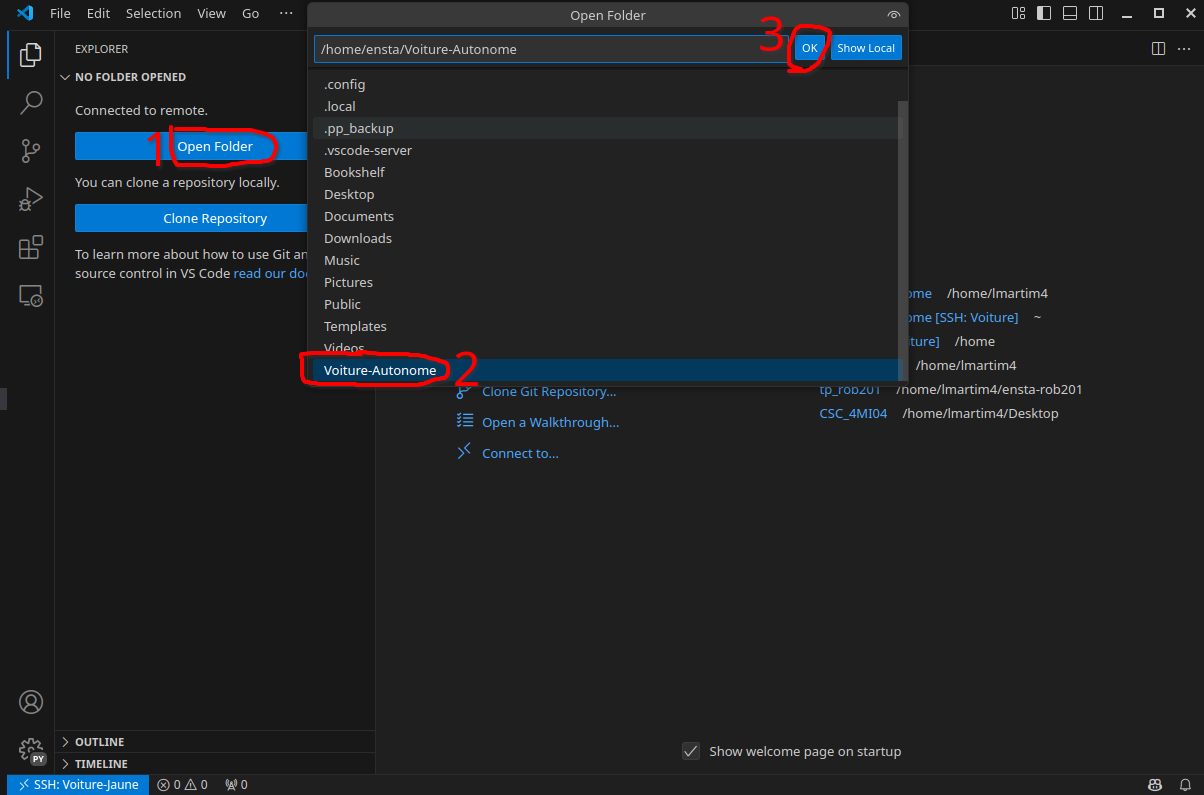 File Edit Selection View Go ···
Open Folder
EXPLORER
/home/ensta/Voiture-Autonome
3
OK
Show Local
NO FOLDER OPENED
.config
Connected to remote.
.local
.pp_backup
1
Open Folder
.vscode-server
Bookshelf
You can clone a repository locally.
Desktop
Clone Repository
Documents
Downloads
To learn more about how to use Git an
source control in VS Code read our do
Music
Pictures
Public
Templates
Videos
Voiture-Autonome
2
ome /home/lmartim4
ome [SSH: Voiture] ~
ture] /home
/home/lmartim4
tp_rob201 /home/lmartim4/ensta-rob201
CSC_4MI04 /home/lmartim4/Desktop
Clone Git Repository...
Open a Walkthrough...
Connect to...
Show welcome page on startup
OUTLINE
TIMELINE
PY
SSH: Voiture-Jaune
0 0 0